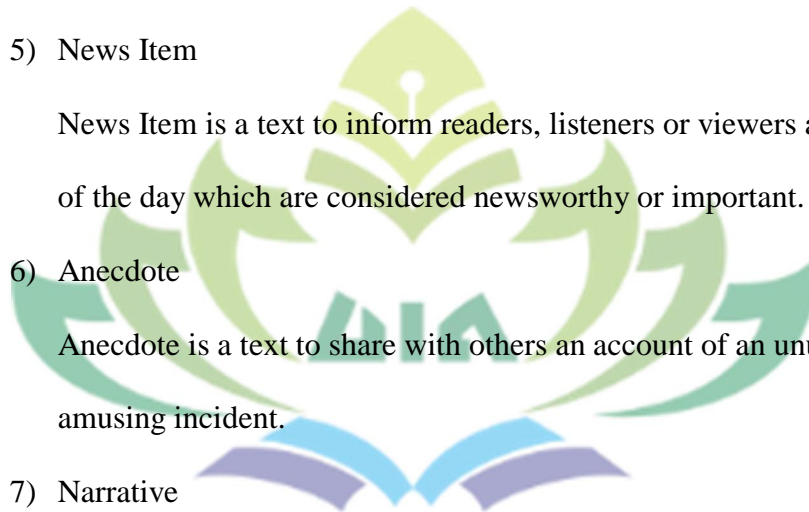 5) News Item
News Item is a text to inform readers, listeners or viewers
of the day which are considered newsworthy or important.
6) Anecdote
Anecdote is a text to share with others an account of an
amusing incident.
7) Narrative
UIN